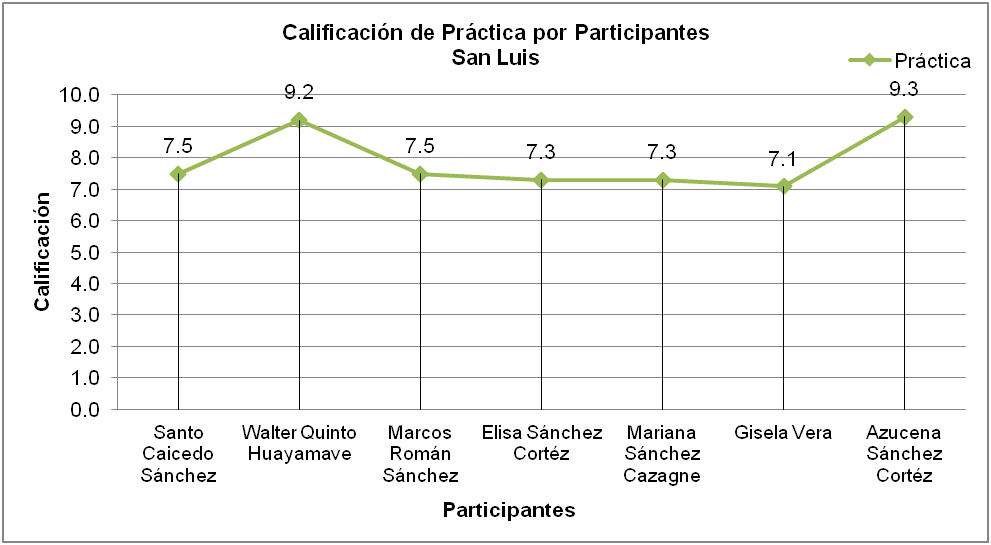 Calificación de Práctica por Participantes
San Luis
Práctica
10.0
9.0
8.0
7.0
6.0
5.0
4.0
3.0
2.0
1.0
0.0
Calificación
7.5
9.2
7.5
7.3
7.3
7.1
9.3
Santo
Caicedo
Sánchez
Walter Quinto
Huayamave
Marcos
Román
Sánchez
Elisa Sánchez
Cortéz
Mariana
Sánchez
Cazagne
Gisela Vera
Azucena
Sánchez
Cortéz
Participantes